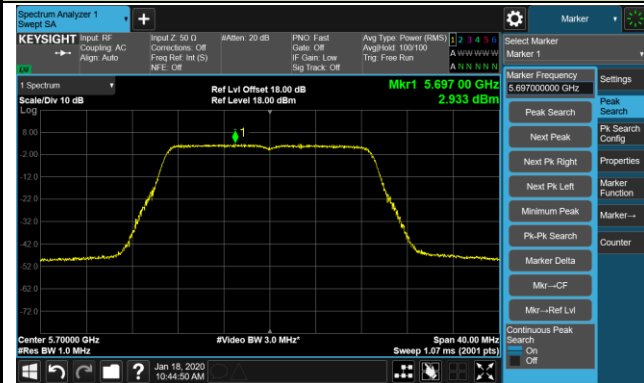 Spectrum Analyzer 1
Swept SA
+
Marker
KEYSIGHT
Input: RF
Coupling: AC
Align: Auto
Input Z: 50 Ω
Corrections: Off
Freq Ref: Int (S)
NFE: Off
#Atten: 20 dB
PNO: Fast
Gate: Off
IF Gain: Low
Sig Track: Off
Avg Type: Power (RMS)
Avg|Hold: 100/100
Trig: Free Run
1 2 3 4 5 6
A W W W W W
A N N N N N
Select Marker
Marker 1
1 Spectrum
Scale/Div 10 dB
Log
Ref Lvl Offset 18.00 dB
Ref Level 18.00 dBm
Mkr1 5.697 00 GHz
2.933 dBm
8.00
-2.00
-12.0
-22.0
-32.0
-42.0
-52.0
-62.0
-72.0
1
Center 5.70000 GHz
#Res BW 1.0 MHz
#Video BW 3.0 MHz*
Span 40.00 MHz
Sweep 1.07 ms (2001 pts)
Marker Frequency
5.697000000 GHz
Peak Search
Next Peak
Next Pk Right
Next Pk Left
Minimum Peak
Pk-Pk Search
Marker Delta
Mkr→CF
Mkr→Ref Lvl
Continuous Peak
Search
On
Off
Settings
Peak
Search
Pk Search
Config
Properties
Marker
Function
Marker→
Counter
?
Jan 18, 2020
10:44:50 AM